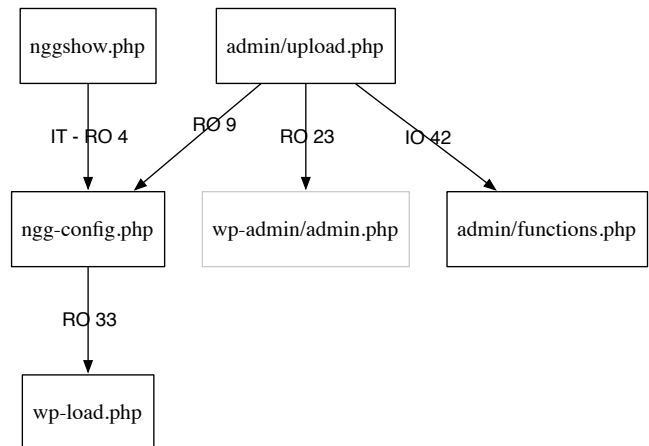 nggshow.php
admin/upload.php
IT - RO 4
RO 9
RO 23
IO 42
ngg-config.php
wp-admin/admin.php
admin/functions.php
RO 33
wp-load.php